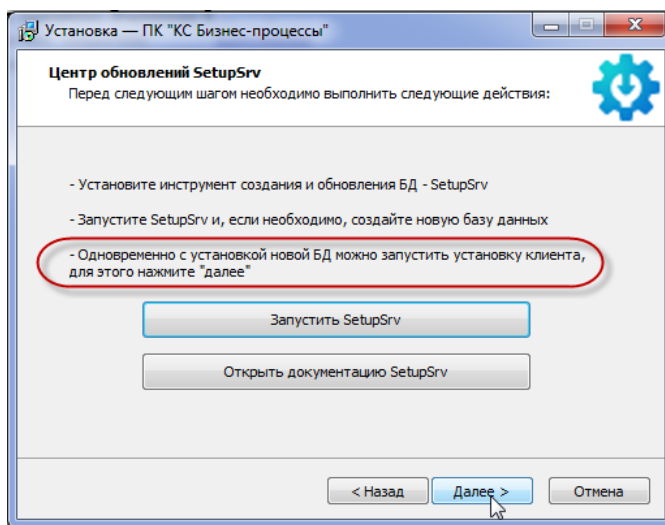 Установка — ПК "КС Бизнес-процессы"
Центр обновлений SetupSrv
Перед следующим шагом необходимо выполнить следующие действия:
- Установите инструмент создания и обновления БД - SetupSrv
- Запустите SetupSrv и, если необходимо, создайте новую базу данных
- Одновременно с установкой новой БД можно запустить установку клиента,
для этого нажмите "далее"
Запустить SetupSrv
Открыть документацию SetupSrv
< Назад
Далее >
Отмена